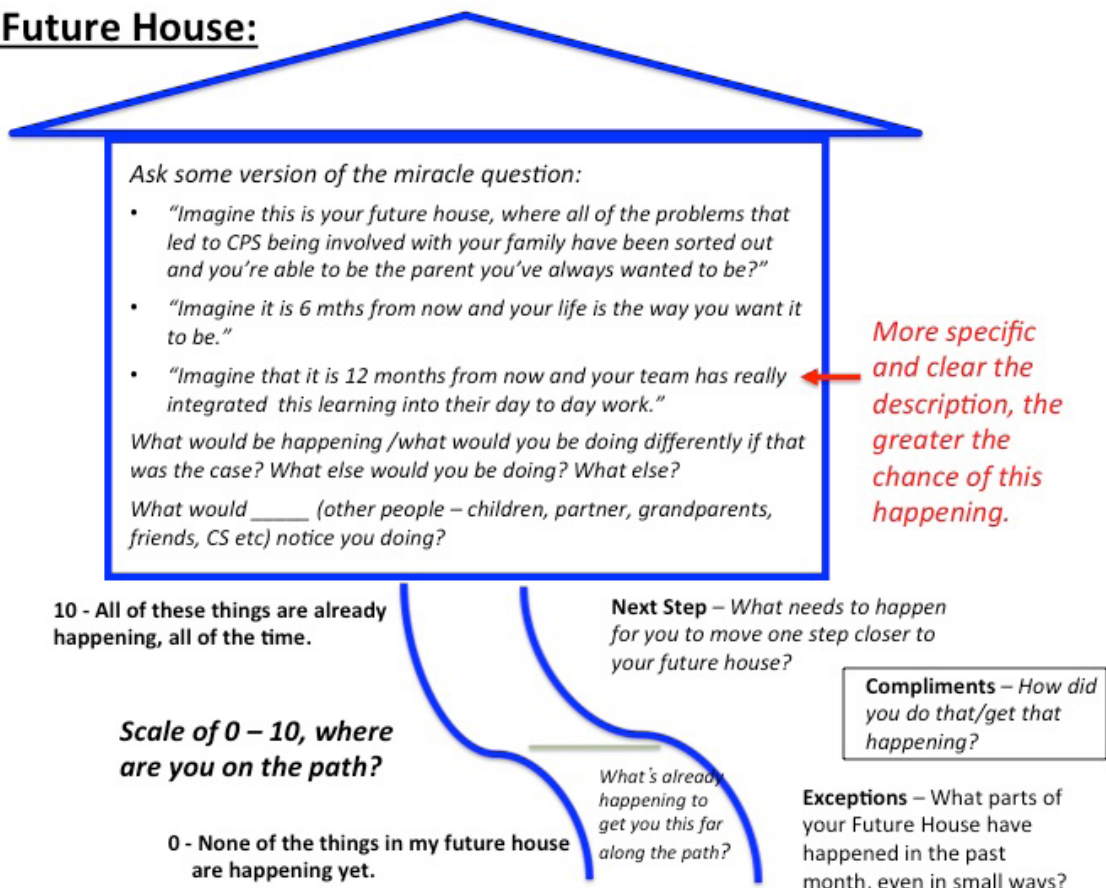 Future House:
Ask some version of the miracle question:
• “Imagine this is your future house, where all of the problems that
led to CPS being involved with your family have been sorted out
and you’re able to be the parent you’ve always wanted to be?”
• “Imagine it is 6 mths from now and your life is the way you want it
to be.”
• “Imagine that it is 12 months from now and your team has really
integrated this learning into their day to day work.”
What would be happening /what would you be doing differently if that
was the case? What else would you be doing? What else?
What would _____ (other people – children, partner, grandparents,
friends, CS etc) notice you doing?
More specific
and clear the
description, the
greater the
chance of this
happening.
10 - All of these things are already
happening, all of the time.
Next Step – What needs to happen
for you to move one step closer to
your future house?
Compliments – How did
you do that/get that
happening?
Scale of 0 – 10, where
are you on the path?
What’s already
happening to
get you this far
along the path?
Exceptions – What parts of
your Future House have
happened in the past
month, even in small ways?
0 - None of the things in my future house
are happening yet.